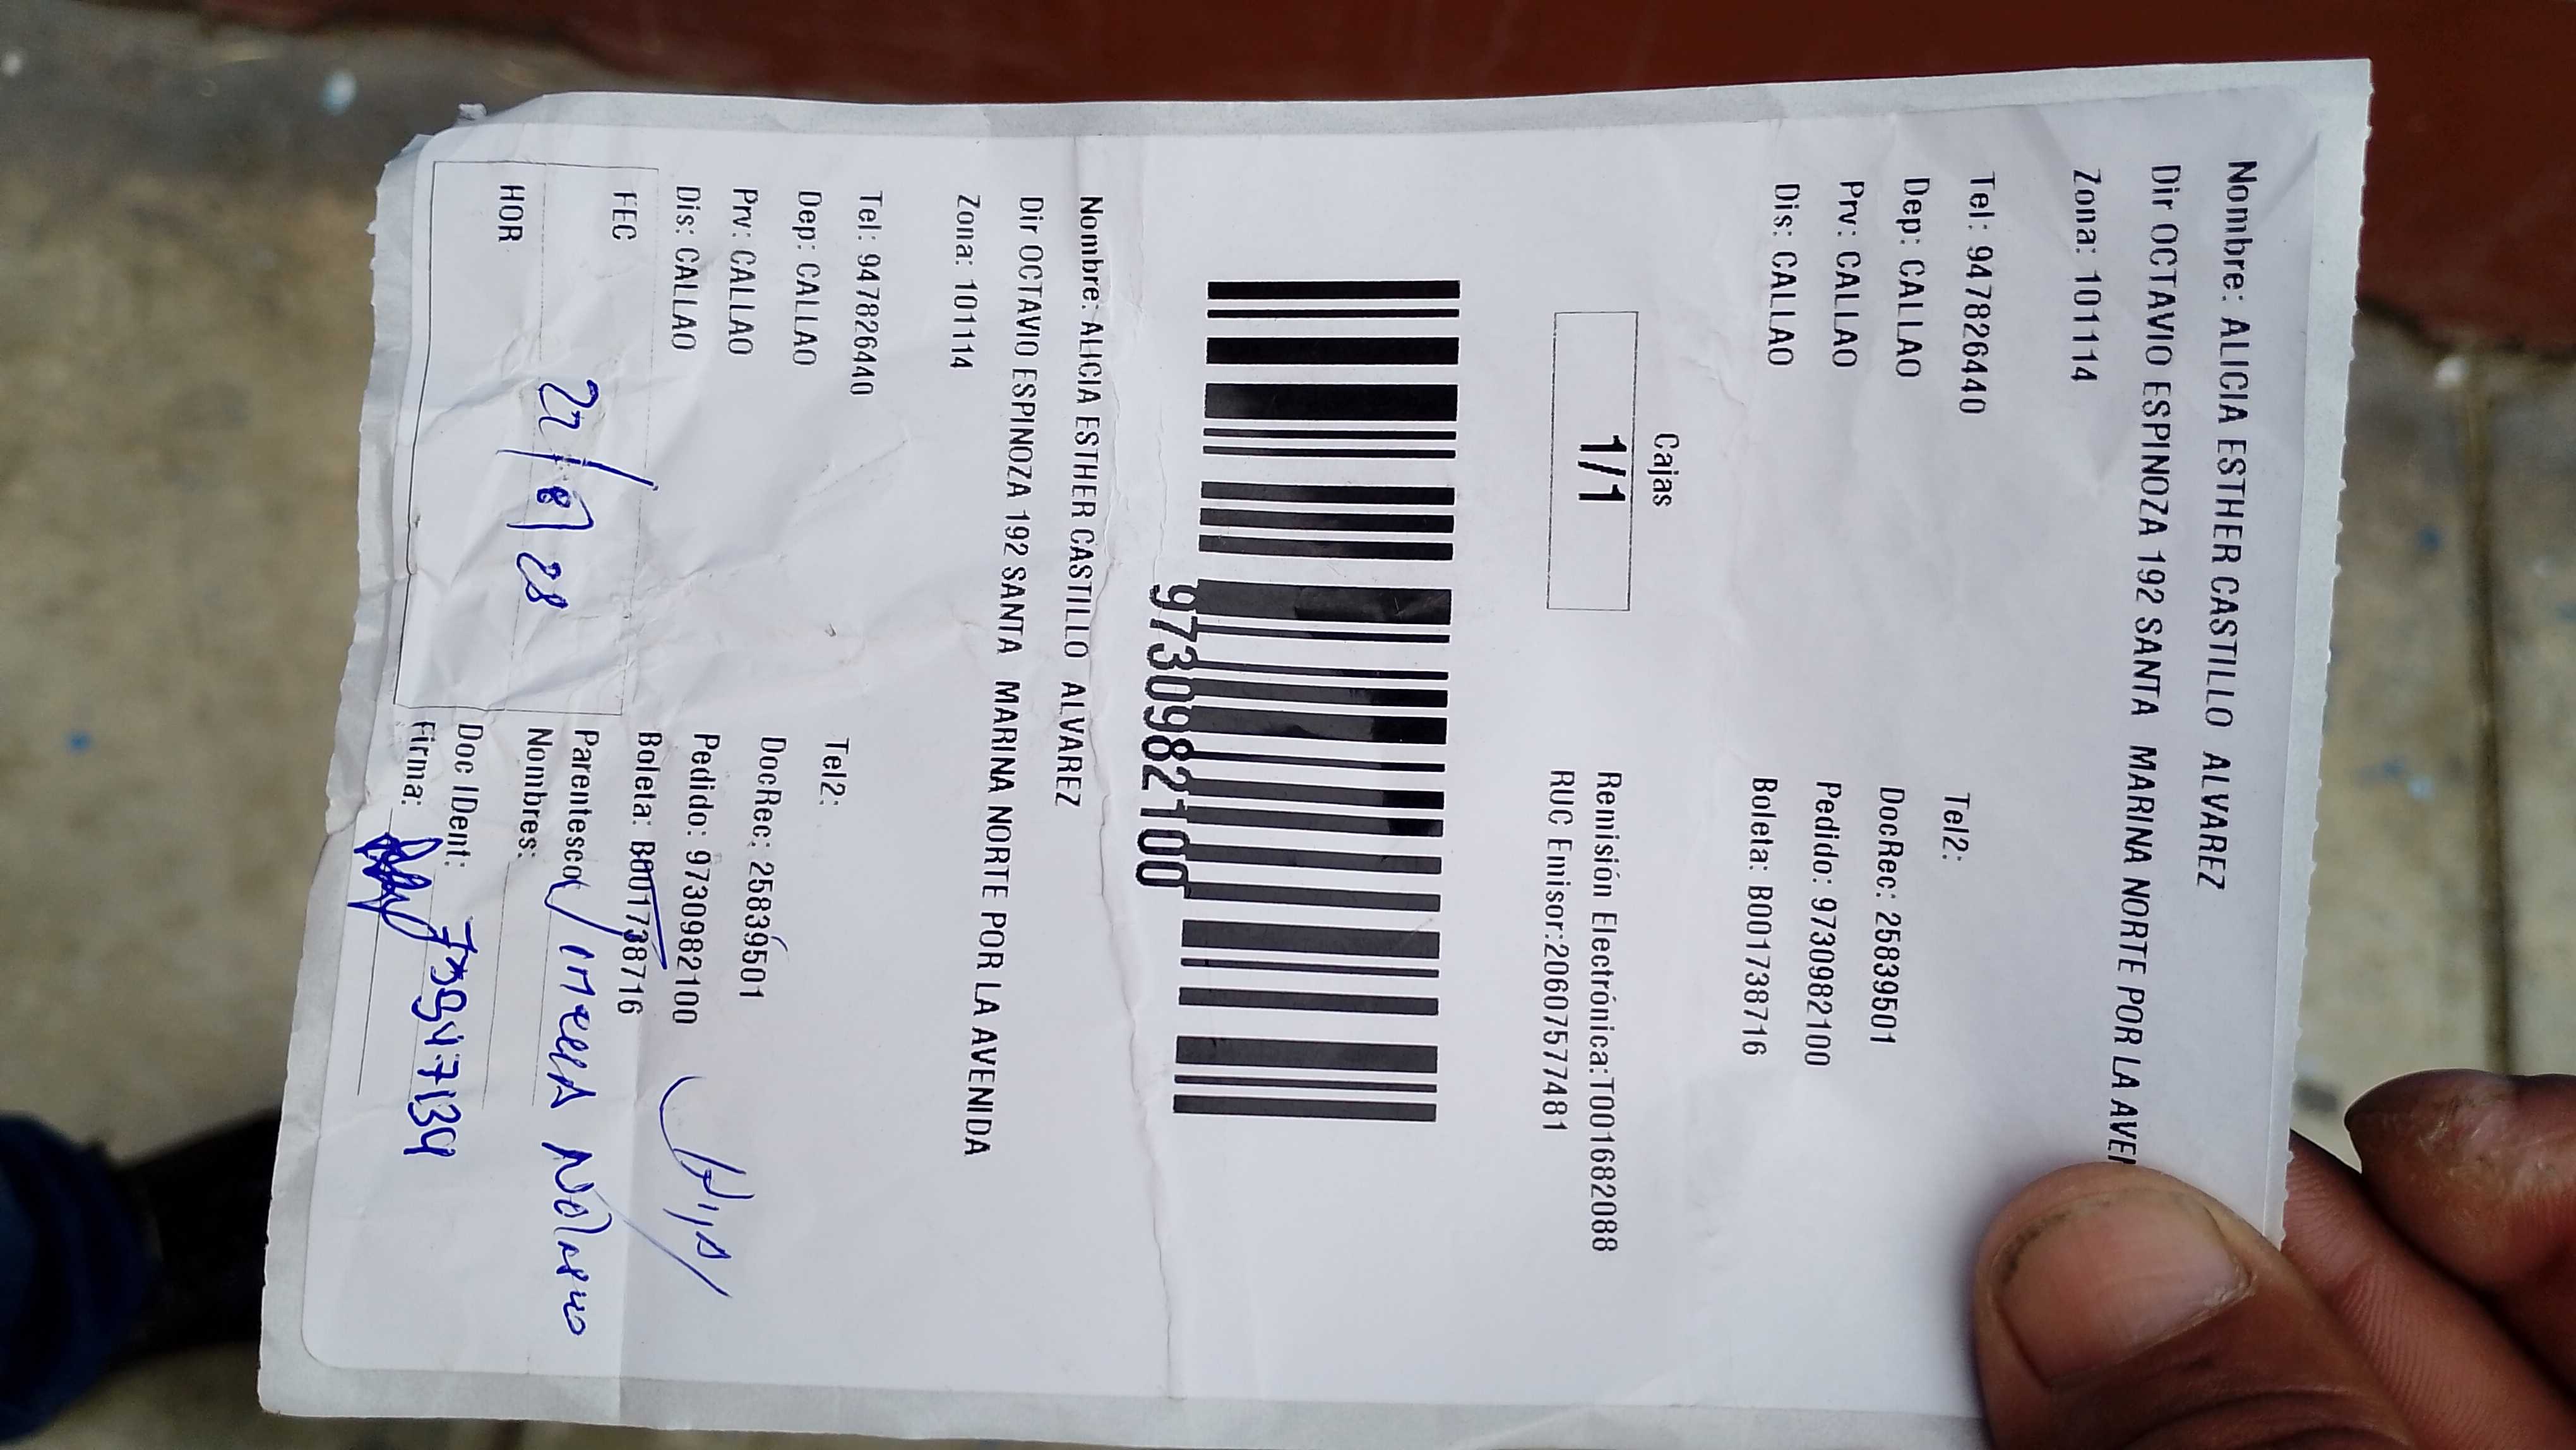 Nombre: ALICIA ESTHER CASTILLO ALVAREZ
Dir OCTAVIO ESPINOZA 192 SANTA MARINA NORTE POR LA AVE
Zona: 101114
Tel: 947826440 Tel2:
Dep: CALLAO DocRec: 25839501
Prv: CALLAO Pedido: 97309821 00
Dis: CALLAO Boleta: B001738716
Cajas
1/1
Remisión Electrónica:T001682088
RUC Emisor:20607577481
9730982100
Nombre: ALICIA ESTHER CASTILLO ALVAREZ
Dir OCTAVIO ESPINOZA 192 SANTA MARINA NORTE POR LA AVENIDA
Zona: 101114
Tel: 947826440 Tel2:
Dep: CALLAO DocRec: 25839501
Prv: CALLAO Pedido: 9730982100
Dis: CALLAO Boleta: B001738716
FEC
Parentesco:
Nombres:
HOR
Doc IDent:
Firma: